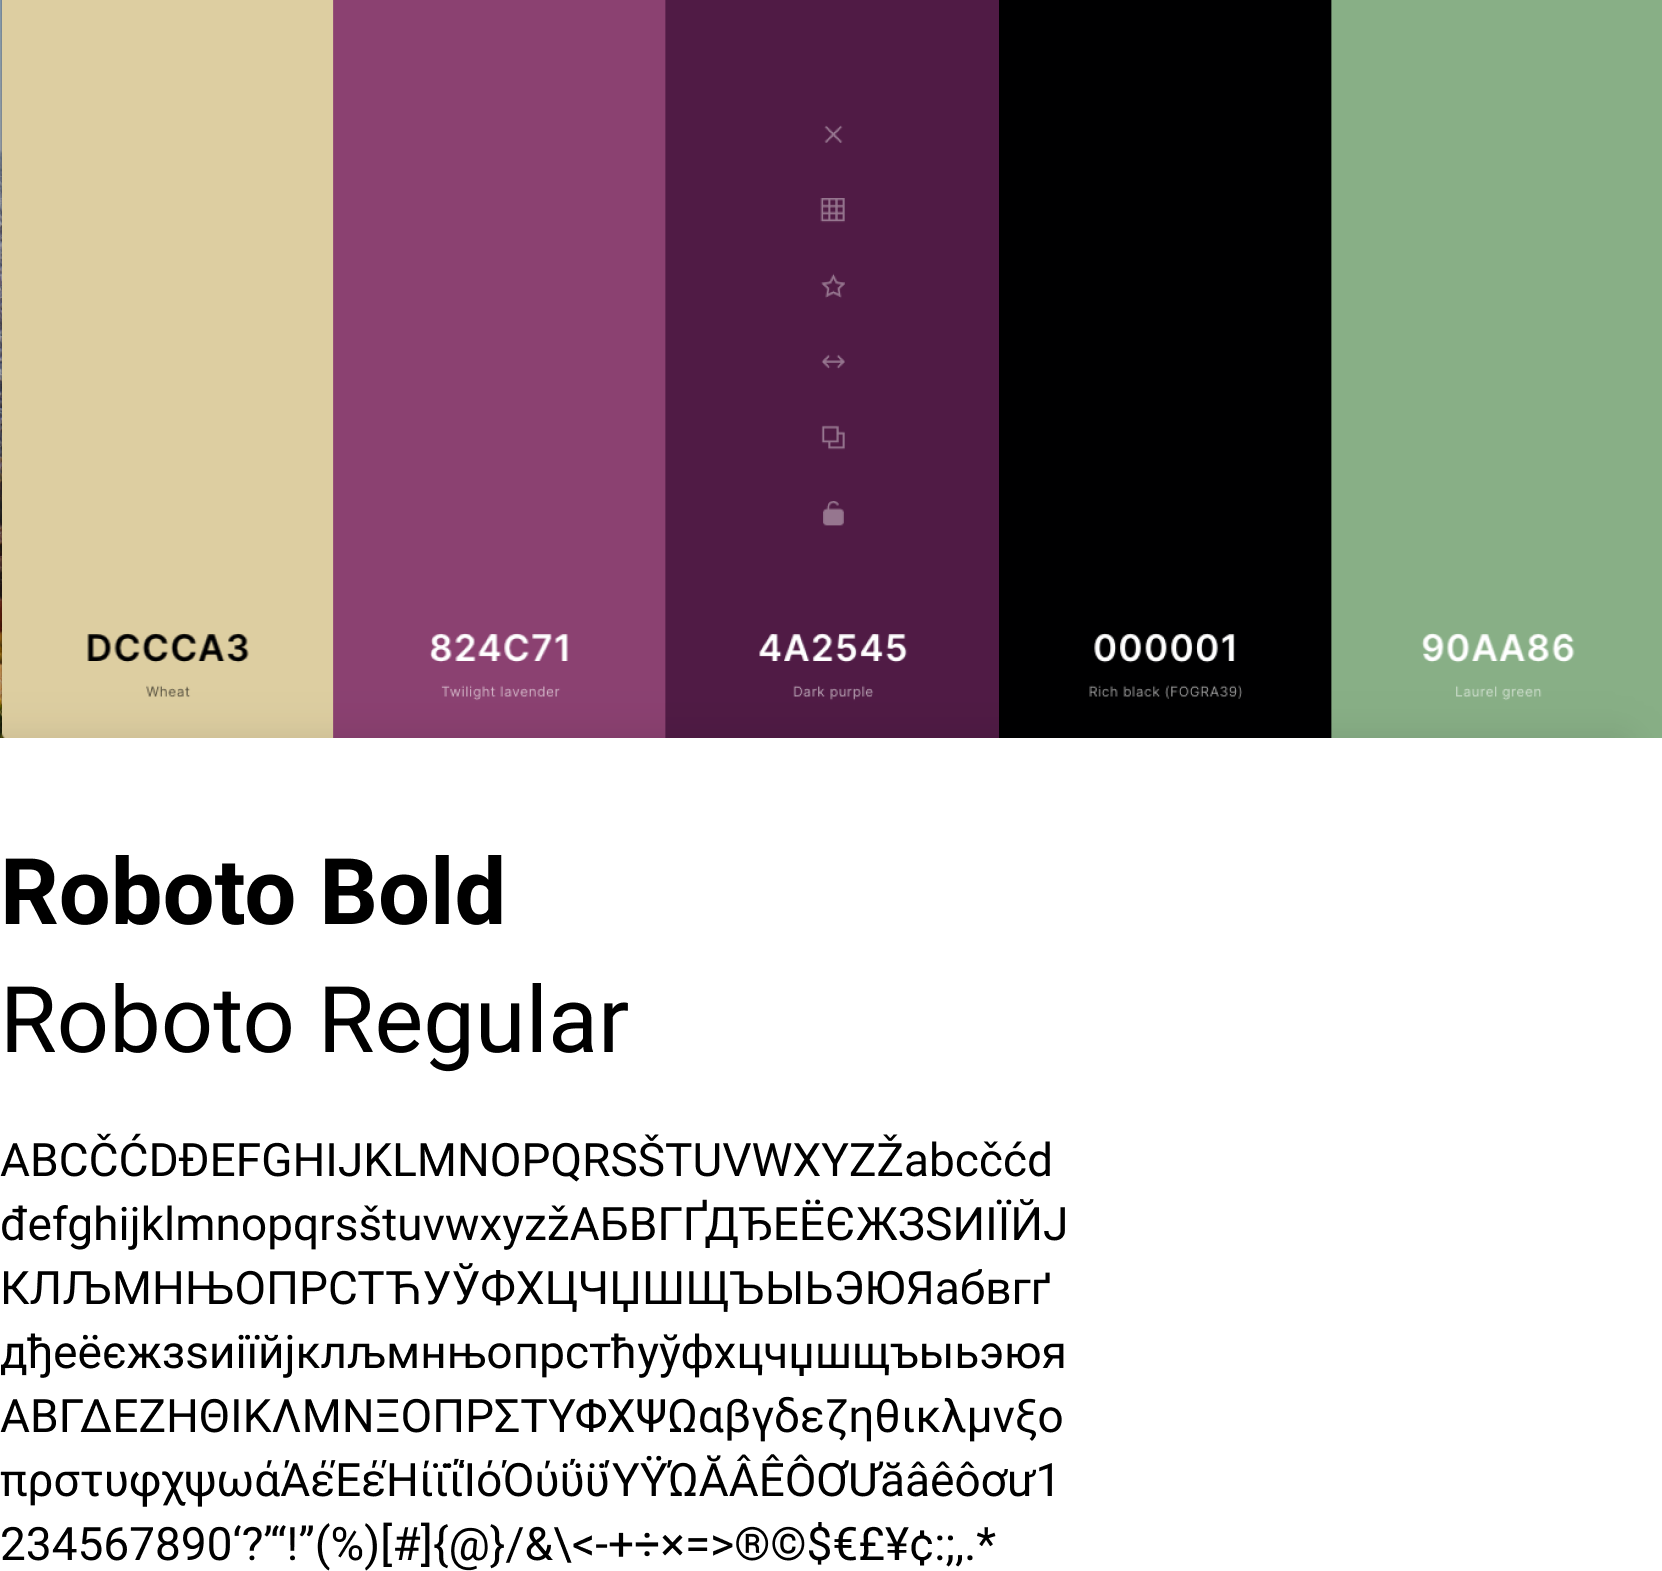 DCCCA3
Wheat
824C71
Twilight lavender
4A2545
Dark purple
000001
Rich black (FOGRA39)
90AA86
Laurel green
Roboto Bold
Roboto Regular
ABCČĆDĐEFGHIJKLMNOPQRSŠTUVWXYZŽabcčćd
đefghijklmnopqrsštuvwxyzžАБВГҐДЂЕЁЄЖЗЅИІЇЙЈ
КЛЉМНЊОПРСТЋУЎФХЦЧЏШЩЪЫЬЭЮЯабвгґ
дђеёєжзѕиіїйјклљмнњопрстћуўфхцчџшщъыьэюя
ΑΒΓΔΕΖΗΘΙΚΛΜΝΞΟΠΡΣΤΥΦΧΨΩαβγδεζηθικλμνξο
πρστυφχψωάΆέΈέΉίϊΐΊόΌύΰϋΎΫΏĂÂÊÔƠƯăâêôơư1
234567890‘?’“!”(%)[#]{@}/&\<-+÷×=>®©$€£¥¢:;,.*